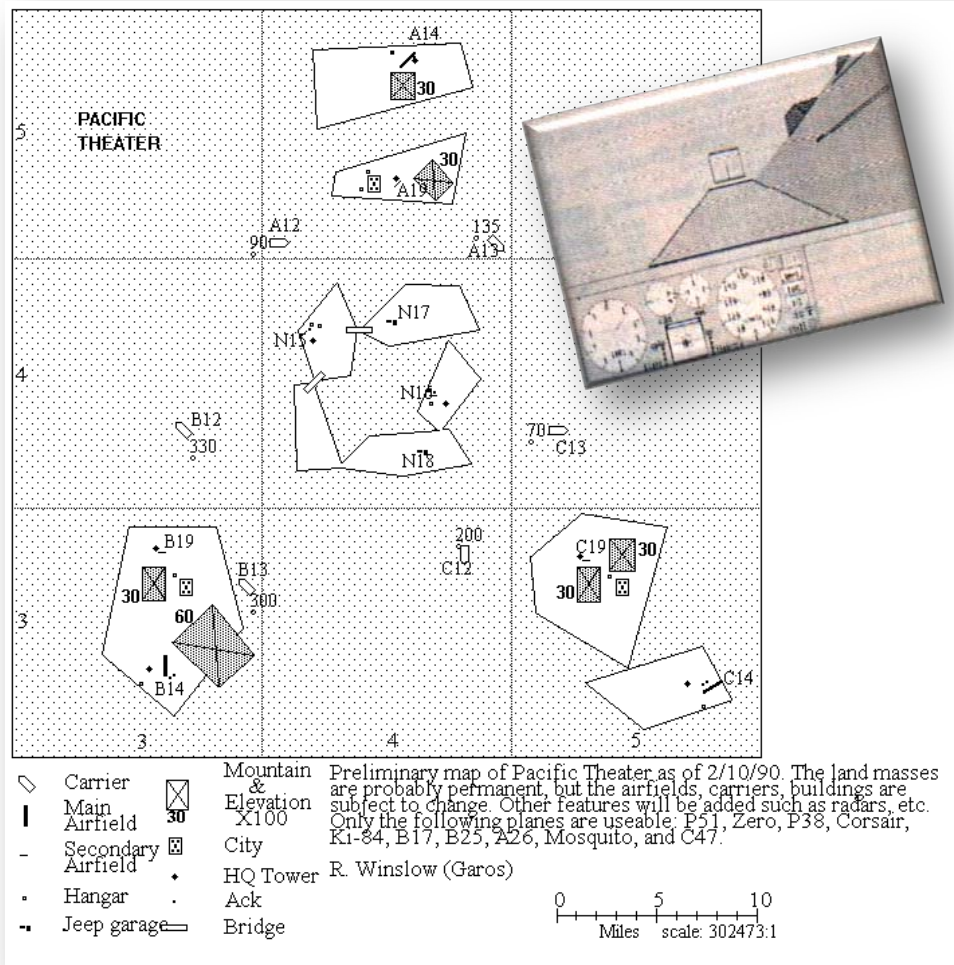 A14
30
PACIFIC
THEATER
5
30
A19
A12
90
135
A13
N17
N15
4
N16
B12
330
70
C13
N18
200
C12
B19
C19
30
30
30
B13
300
60
3
B14
C14
3
4
5
Carrier
Main
Airfield
Secondary
Airfield
Hangar
Jeep garage
Mountain
&
Elevation
X100
30
City
HQ Tower
Ack
Bridge
Preliminary map of Pacific Theater as of 2/10/90. The land masses
are probably permanent, but the airfields, carriers, buildings are
subject to change. Other features will be added such as radars, etc.
Only the following planes are useable: P51, Zero, P38, Corsair,
Ki-84, B17, B25, A26, Mosquito, and C47.
R. Winslow (Garos)
0 5 10
Miles scale: 302473:1